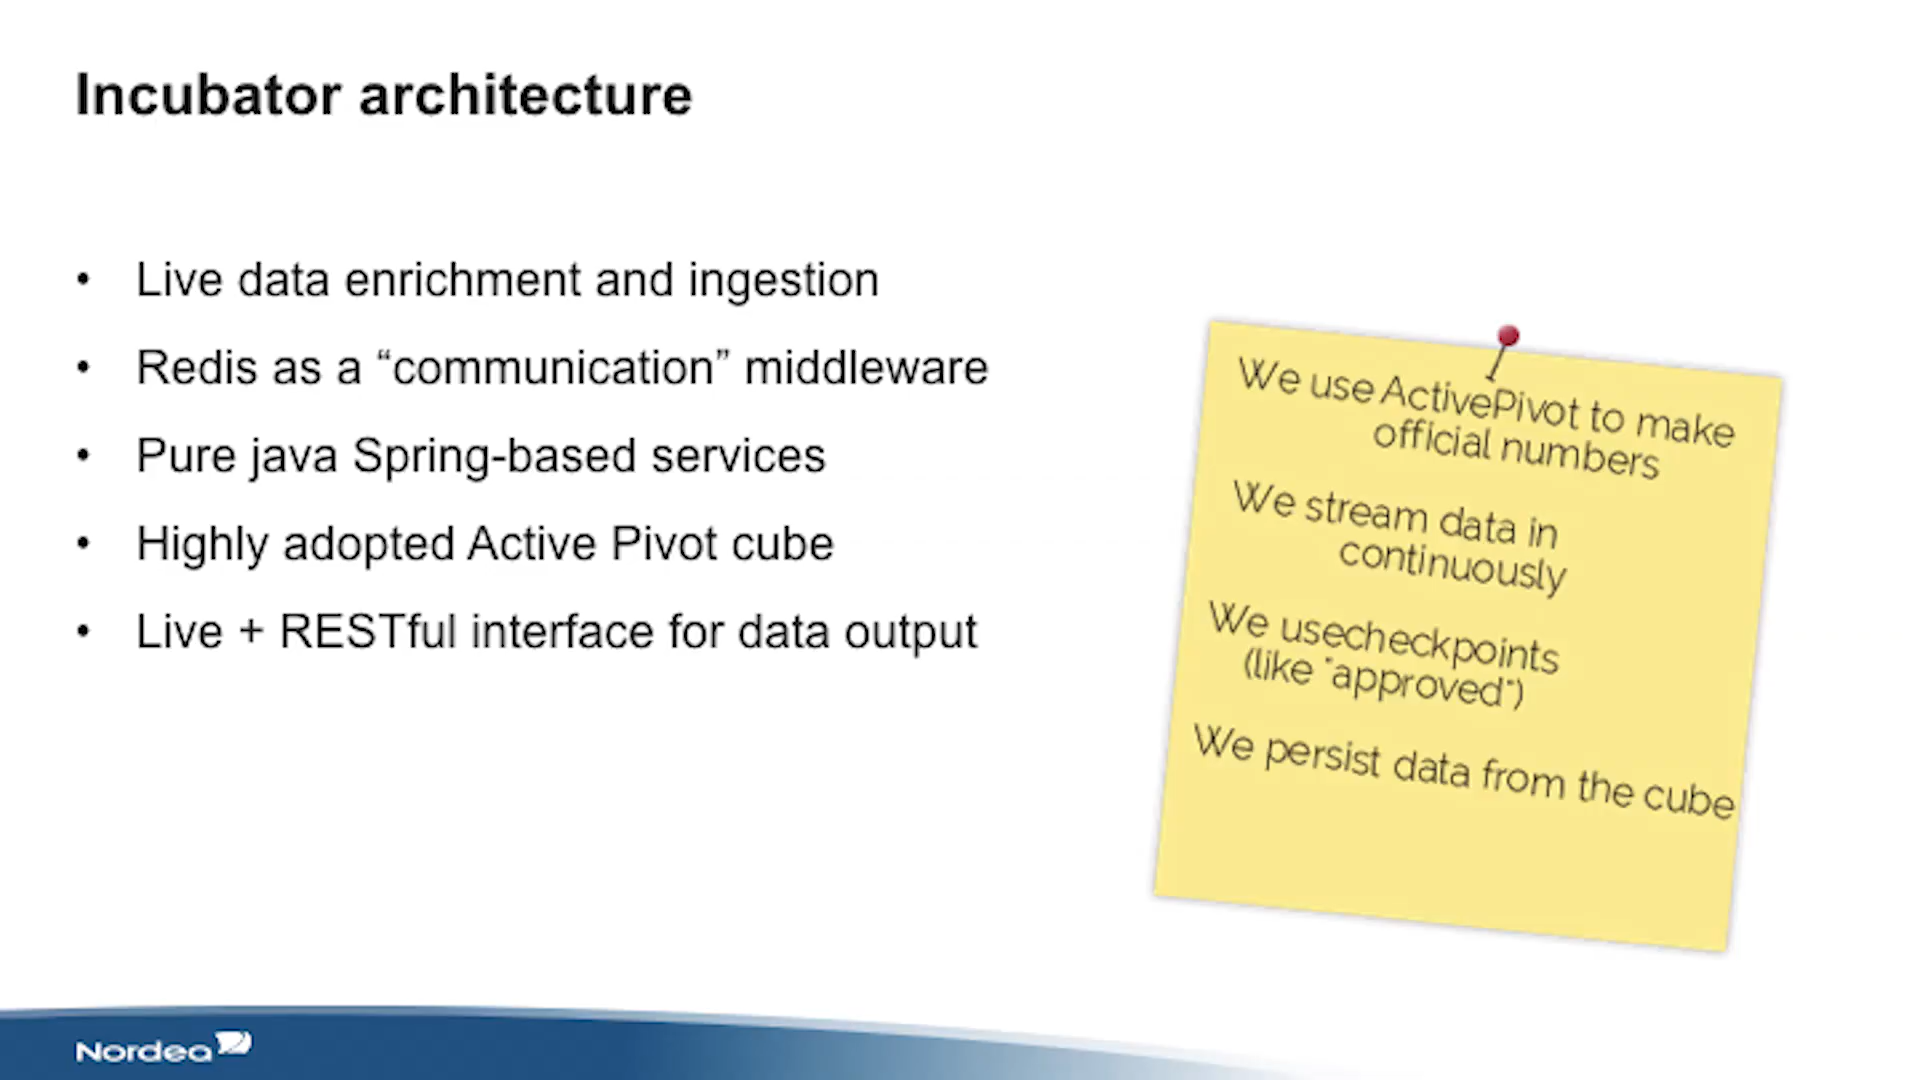 Incubator architecture
• Live data enrichment and ingestion
• Redis as a “communication” middleware
• Pure java Spring-based services
• Highly adopted Active Pivot cube
• Live + RESTful interface for data output
We use ActivePivot to make
official numbers
We stream data in
continuously
We usecheckpoints
(like "approved")
We persist data from the cube
Nordea